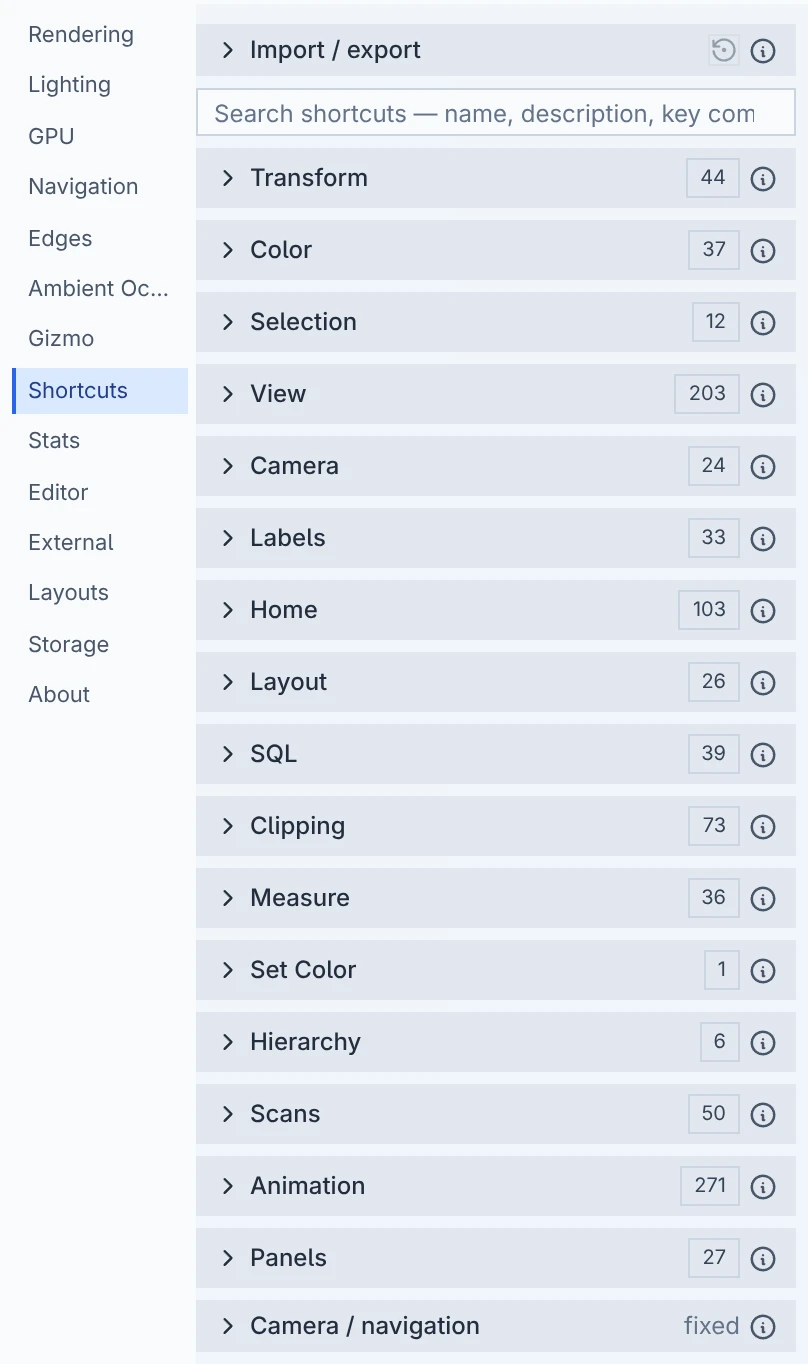 Rendering
Lighting
GPU
Navigation
Edges
Ambient Oc...
Gizmo
Shortcuts
Stats
Editor
External
Layouts
Storage
About
Import / export
Search shortcuts — name, description, key com
Transform 44
Color 37
Selection 12
View 203
Camera 24
Labels 33
Home 103
Layout 26
SQL 39
Clipping 73
Measure 36
Set Color 1
Hierarchy 6
Scans 50
Animation 271
Panels 27
Camera / navigation fixed